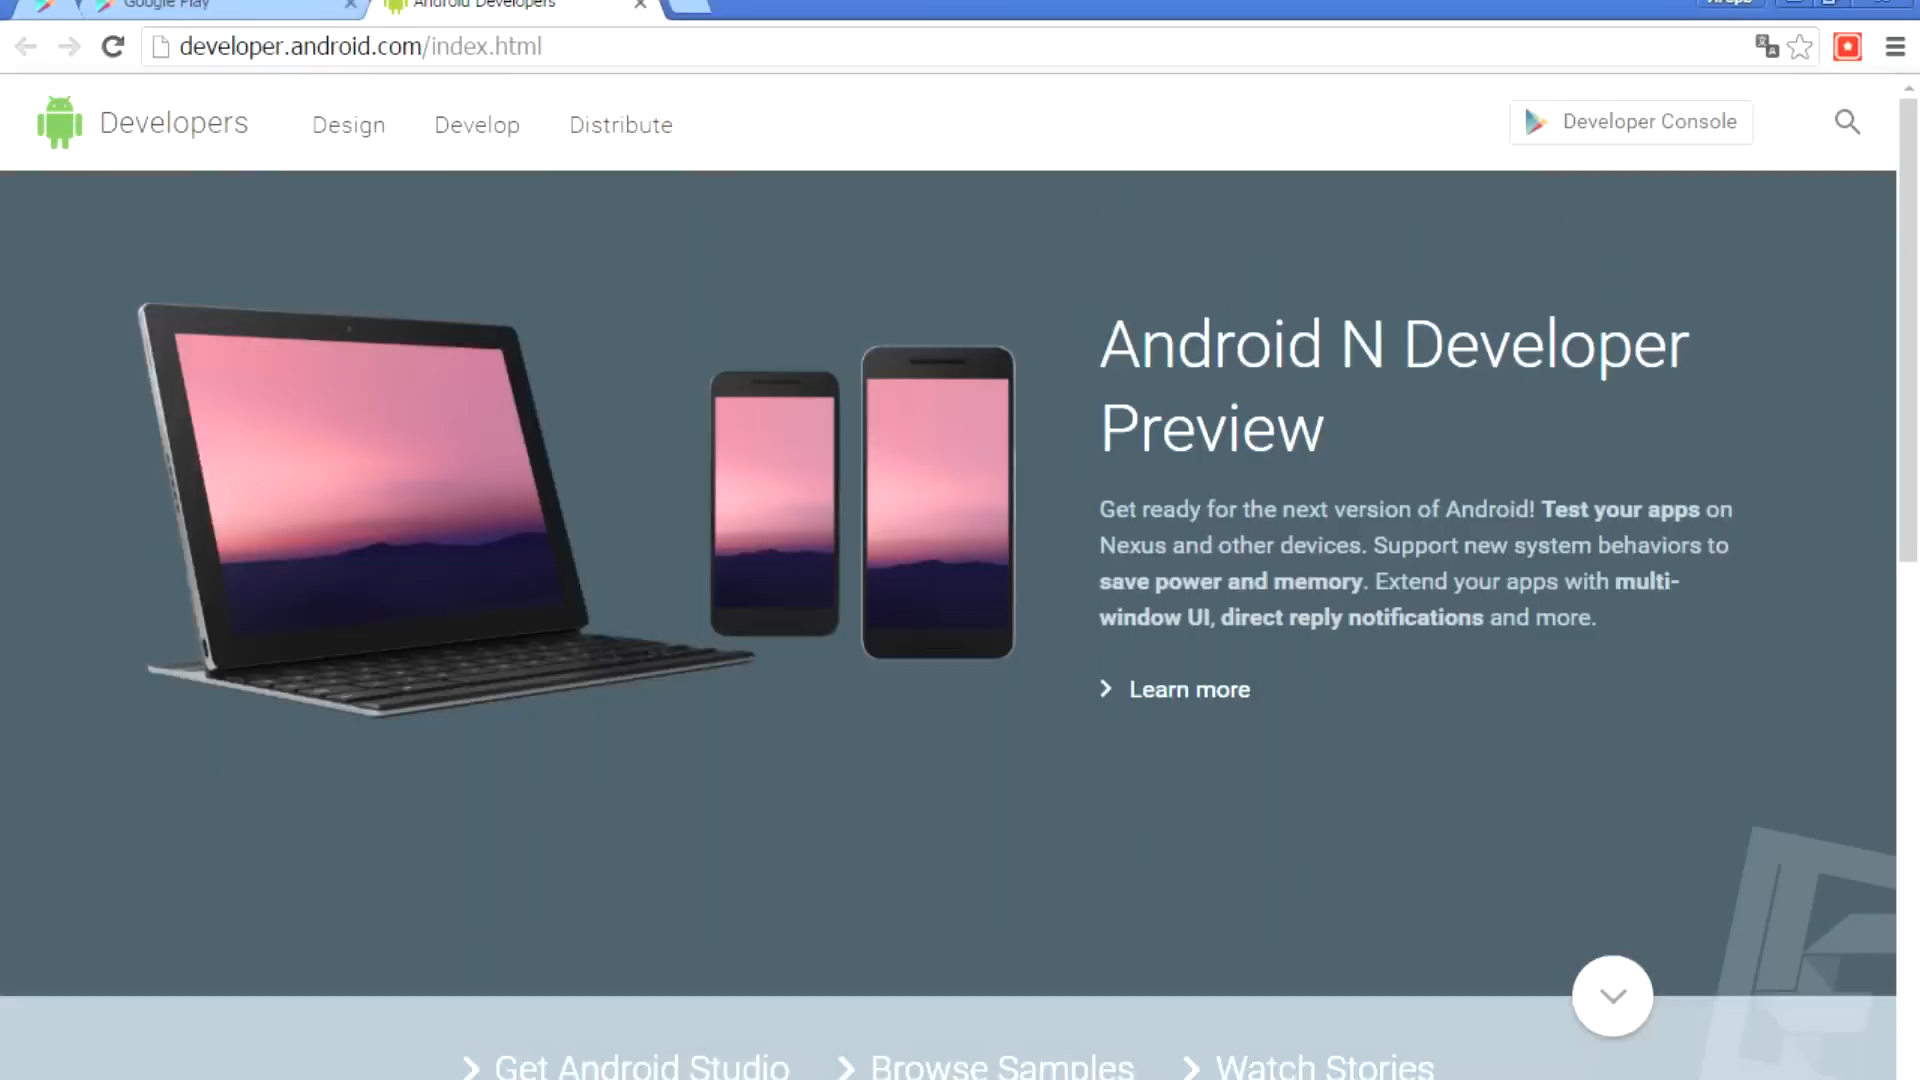 Google Play
Android Developers
developer.android.com/index.html
Developers
Design
Develop
Distribute
Developer Console
Android N Developer
Preview
Get ready for the next version of Android! Test your apps on
Nexus and other devices. Support new system behaviors to
save power and memory. Extend your apps with multi-
window UI, direct reply notifications and more.
Learn more
Get Android Studio
Browse Samples
Watch Stories